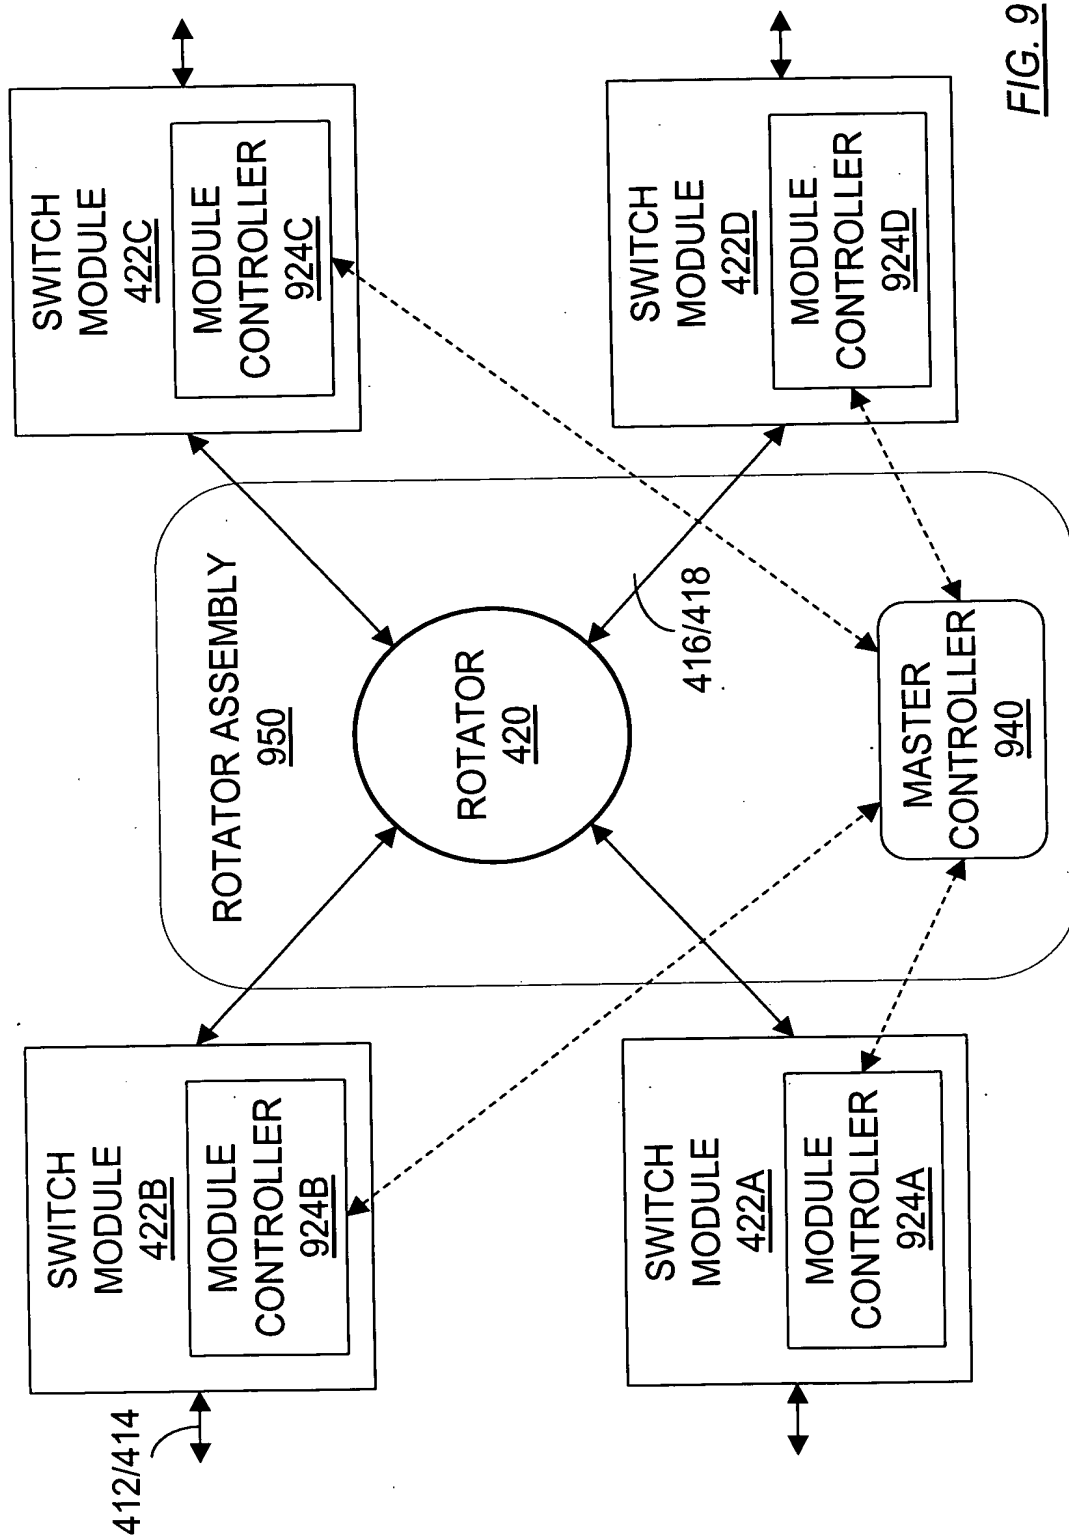 SWITCH
MODULE
422B
MODULE
CONTROLLER
924B
412/414
ROTATOR ASSEMBLY
950
SWITCH
MODULE
422C
MODULE
CONTROLLER
924C
ROTATOR
420
416/418
SWITCH
MODULE
422A
MODULE
CONTROLLER
924A
MASTER
CONTROLLER
940
SWITCH
MODULE
422D
MODULE
CONTROLLER
924D
FIG. 9